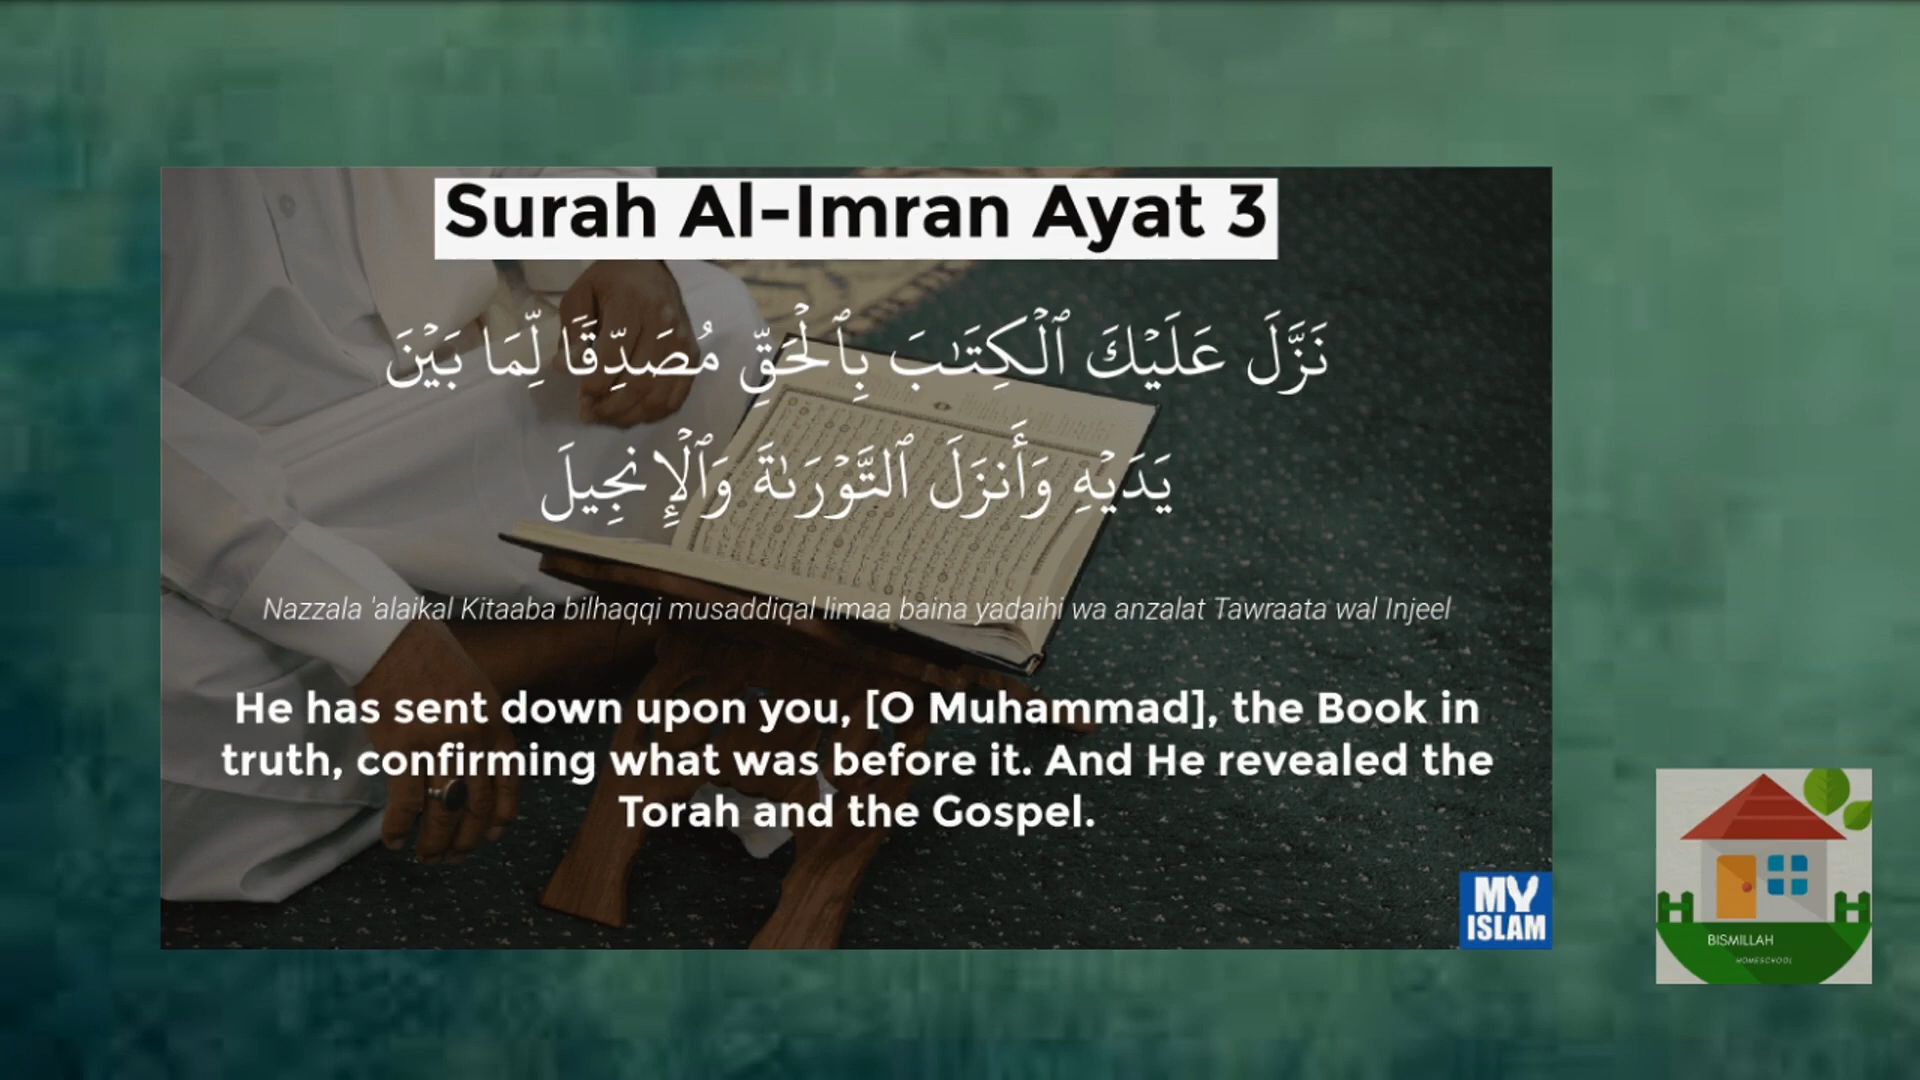 Surah Al-Imran Ayat 3
نَزَّلَ عَلَيْكَ ٱلْكِتَـٰبَ بِٱلْحَقِّ مُصَدِّقًا لِّمَا بَيْنَ
يَدَيْهِ وَأَنزَلَ ٱلتَّوْرَىٰةَ وَٱلْإِنجِيلَ
Nazzala 'alaikal Kitaaba bilhaqqi musaddiqal limaa baina yadaihi wa anzalat Tawraata wal Injeel
He has sent down upon you, [O Muhammad], the Book in
truth, confirming what was before it. And He revealed the
Torah and the Gospel.
MY
ISLAM
BISMILLAH
HOMESCHOOL